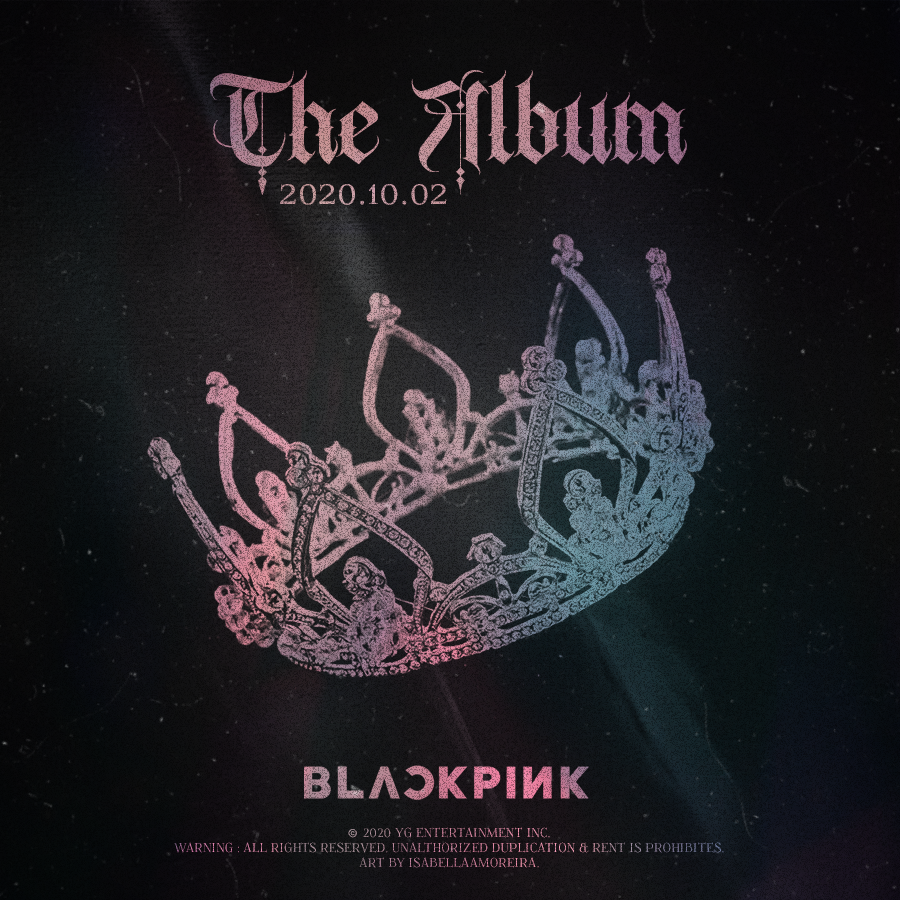 The Album
2020.10.02
BLACKPINK
© 2020 YG ENTERTAINMENT INC.
WARNING : ALL RIGHTS RESERVED. UNALTHORIZED DUPLICATION & RENT IS PROHIBITES.
ART BY ISABELLAAMOREIRA.